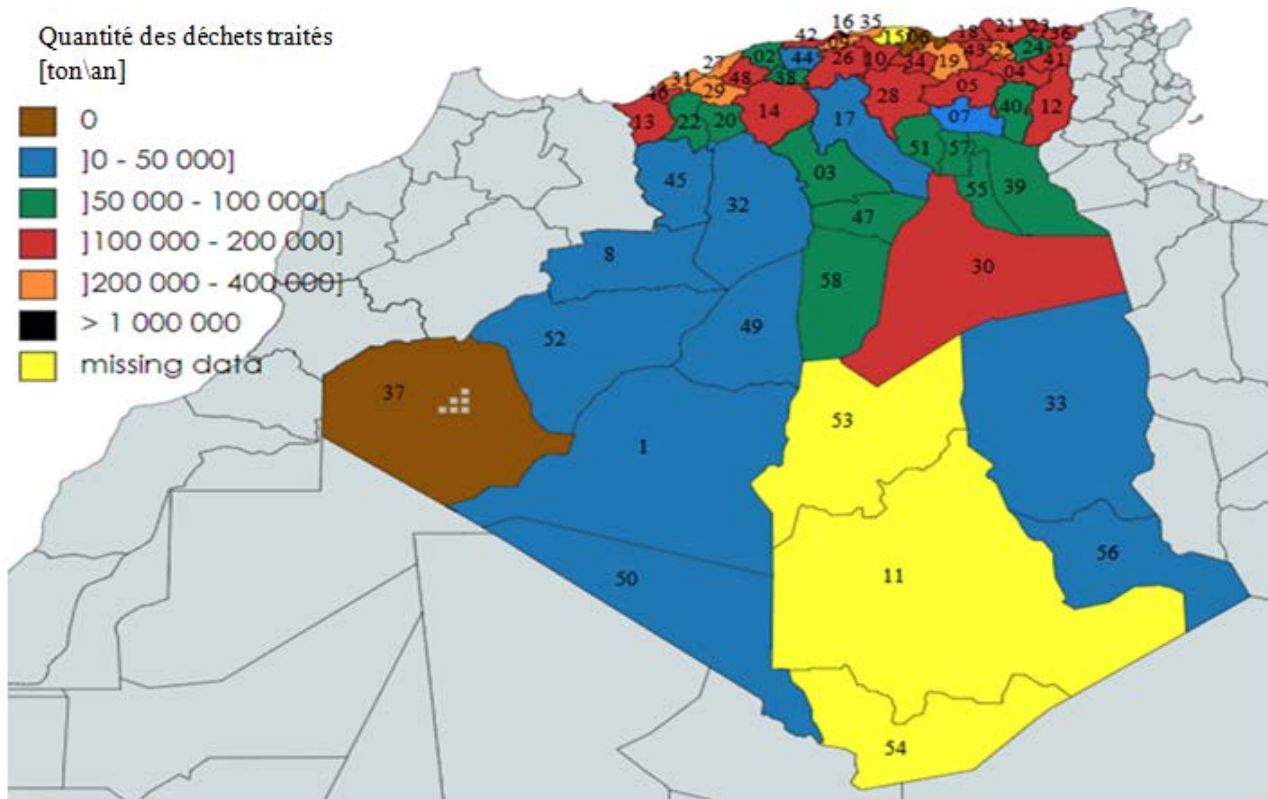 Quantité des déchets traités
[ton\an]
0
]0 - 50 000]
]50 000 - 100 000]
]100 000 - 200 000]
]200 000 - 400 000]
> 1 000 000
missing data
16 35
42 09 15 06 18 21 23 36
27 02 44 26 10 34 19 43 25 24 41
31 48 38 28 05 04
46 29 14 17 07 40 12
13 22 20
51 57
45 03 55 39
32 47
8 30
58
52 49
37 53 33
1
50 11 56
54